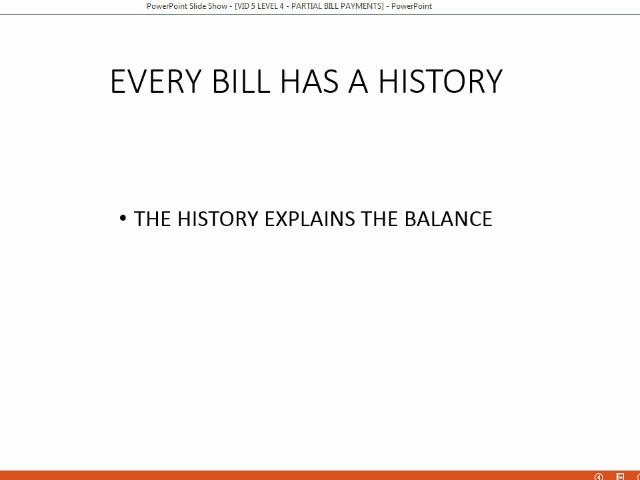 PowerPoint Slide Show - [VID 5 LEVEL 4 - PARTIAL BILL PAYMENTS] - PowerPoint
EVERY BILL HAS A HISTORY
• THE HISTORY EXPLAINS THE BALANCE